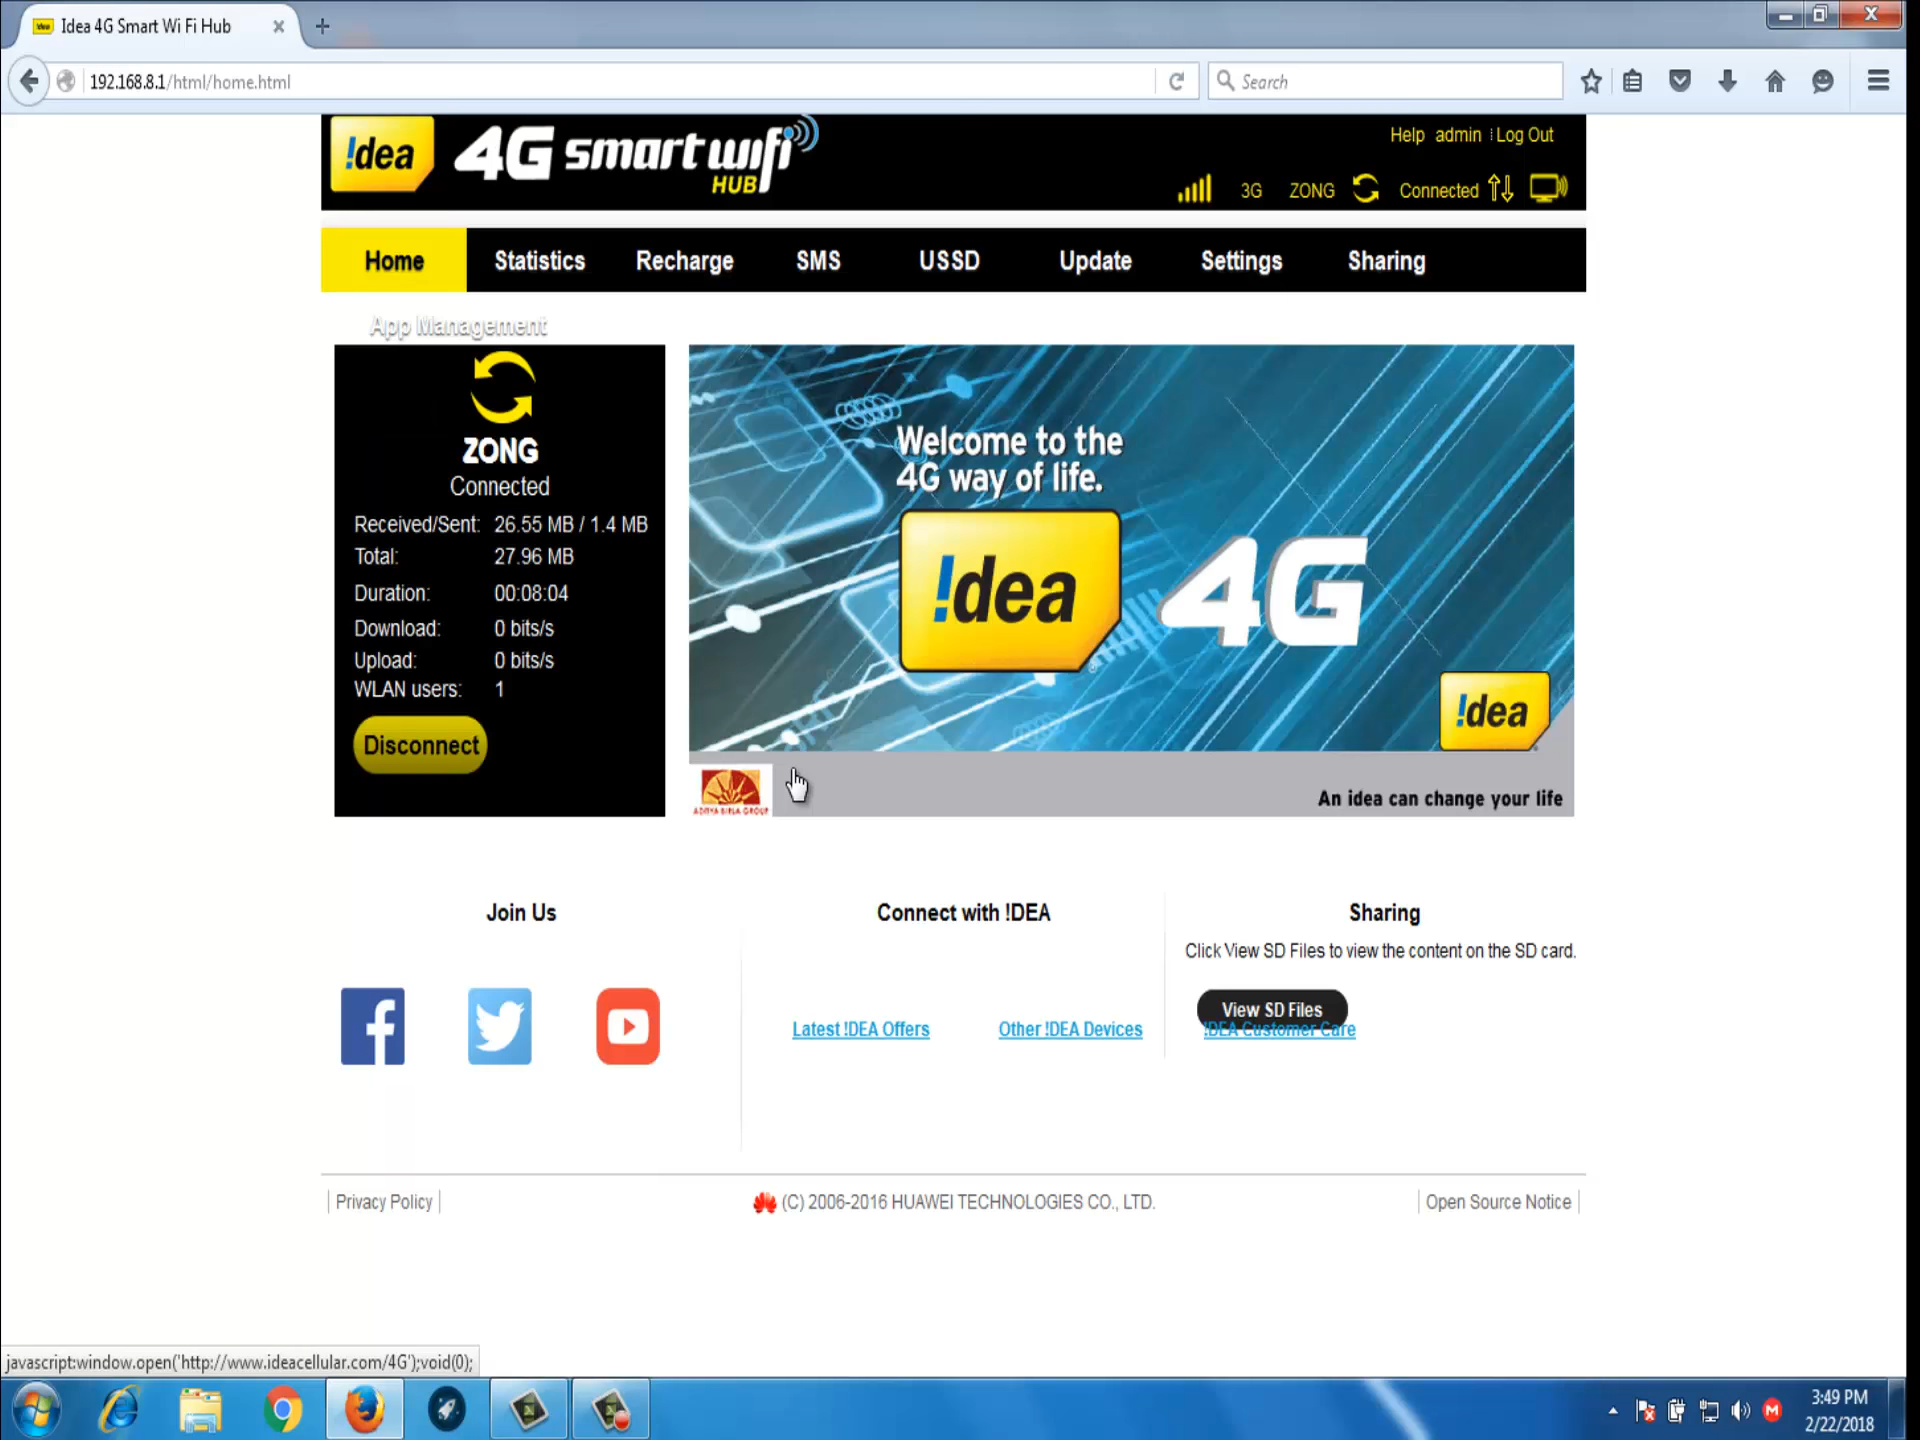 Idea 4G Smart Wi Fi Hub
192.168.8.1/html/home.html
Search
!dea 4G smart wifi HUB
Help admin Log Out
3G ZONG Connected
Home Statistics Recharge SMS USSD Update Settings Sharing
App Management
ZONG
Connected
Received/Sent: 26.55 MB / 1.4 MB
Total: 27.96 MB
Duration: 00:08:04
Download: 0 bits/s
Upload: 0 bits/s
WLAN users: 1
Disconnect
Welcome to the
4G way of life.
!dea 4G
!dea
ADITYA BIRLA GROUP
An idea can change your life
Join Us
Connect with !DEA
Latest !DEA Offers
Other !DEA Devices
Sharing
Click View SD Files to view the content on the SD card.
View SD Files
!DEA Customer Care
Privacy Policy
(C) 2006-2016 HUAWEI TECHNOLOGIES CO., LTD.
Open Source Notice
javascript:window.open('http://www.ideacellular.com/4G');void(0);
3:49 PM
2/22/2018